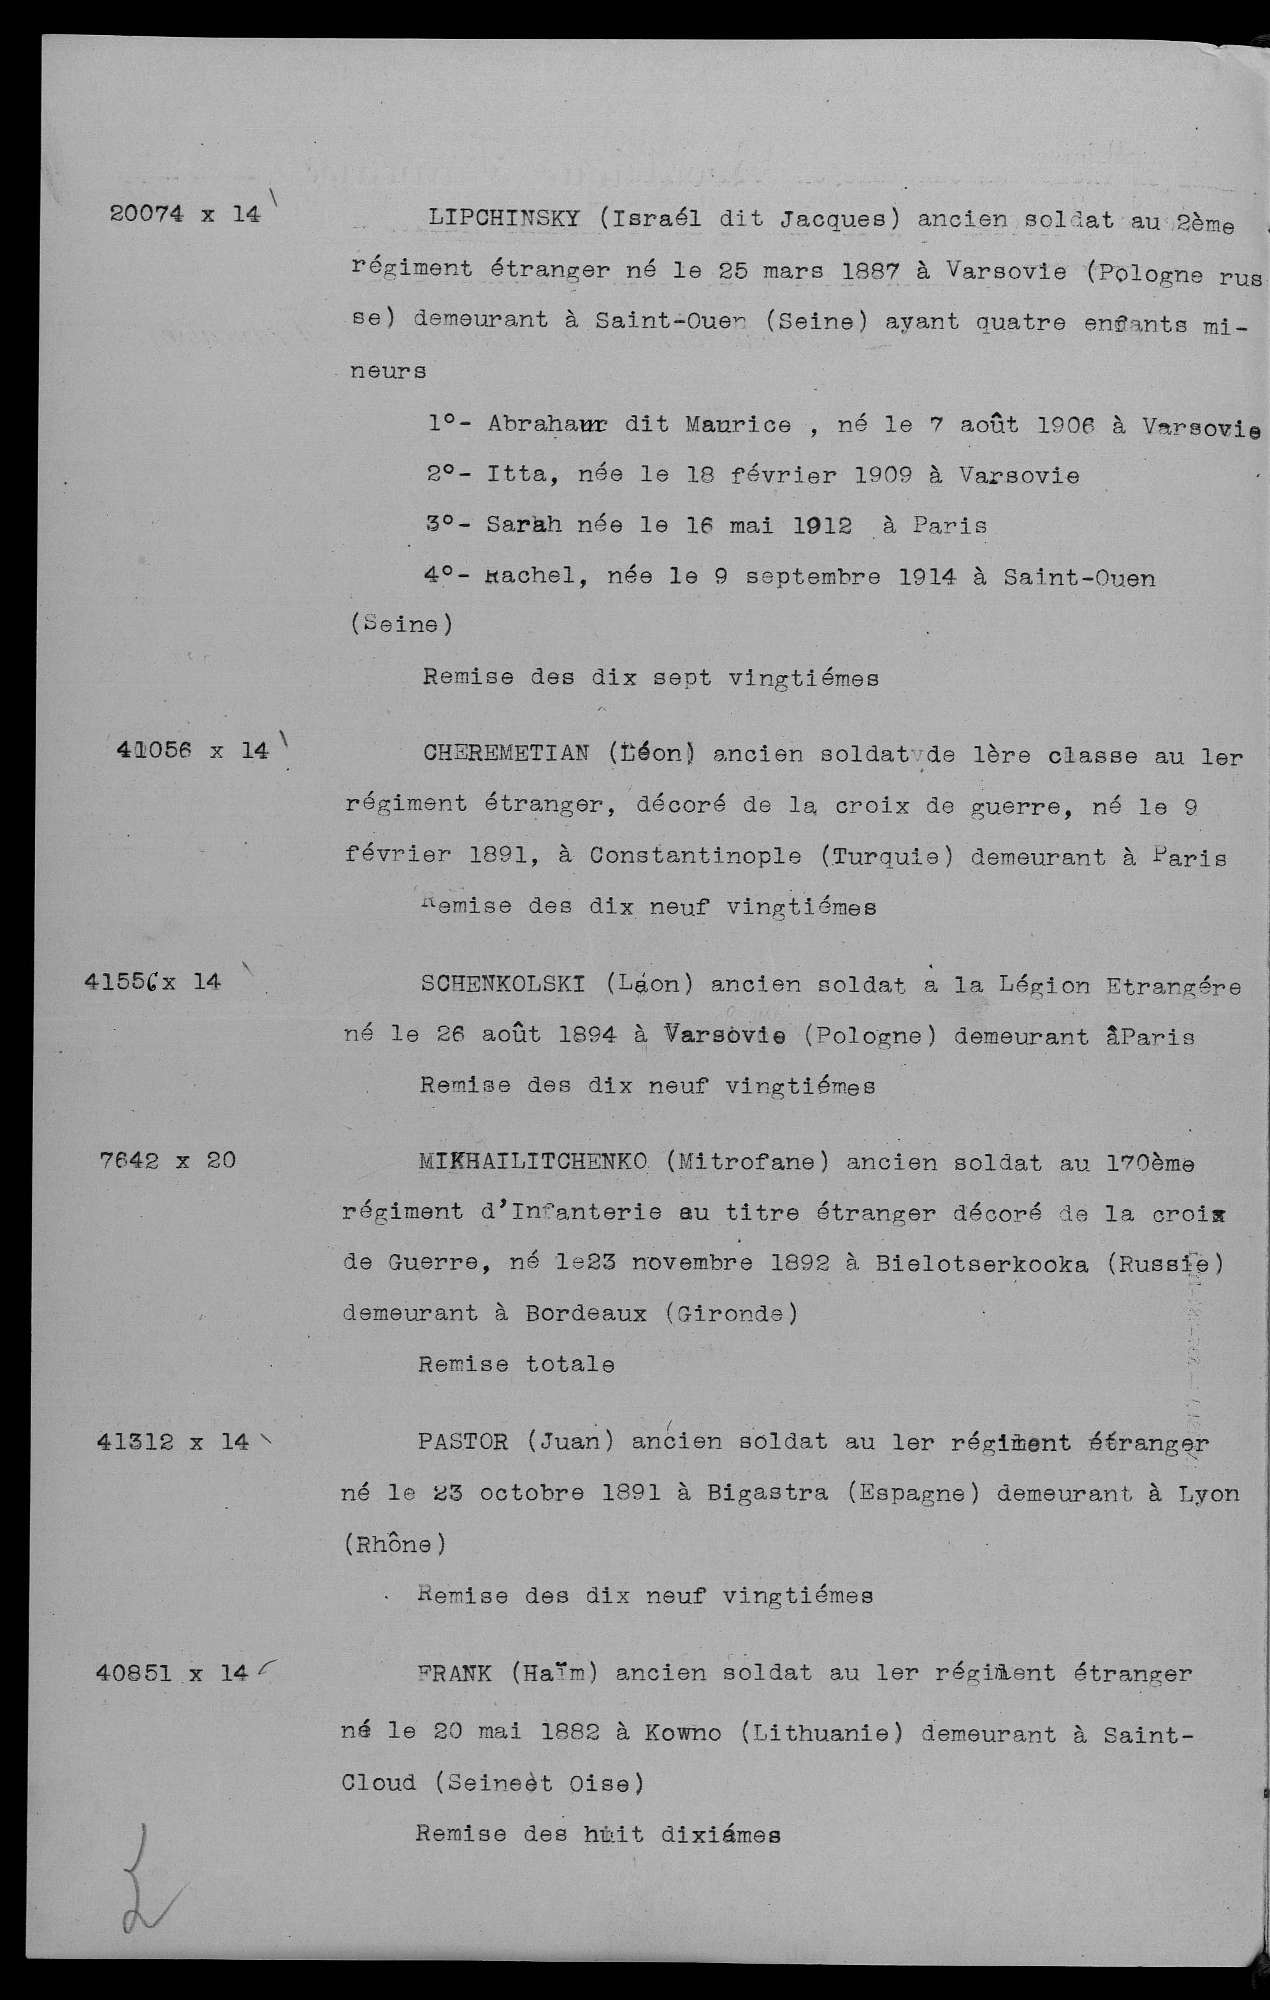 20074 x 14 LIPCHINSKY (Israél dit Jacques) ancien soldat au 2ème
régiment étranger né le 25 mars 1887 à Varsovie (Pologne rus
se) demeurant à Saint-Ouen (Seine) ayant quatre enfants mi-
neurs
1°- Abraham dit Maurice , né le 7 août 1906 à Varsovie
2°- Itta, née le 18 février 1909 à Varsovie
3°- Sarah née le 16 mai 1912 à Paris
4°- Rachel, née le 9 septembre 1914 à Saint-Ouen
(Seine)
Remise des dix sept vingtiémes
41056 x 14 CHEREMETIAN (Léon) ancien soldat de 1ère classe au 1er
régiment étranger, décoré de la croix de guerre, né le 9
février 1891, à Constantinople (Turquie) demeurant à Paris
Remise des dix neuf vingtiémes
41556 x 14 SCHENKOLSKI (Léon) ancien soldat à la Légion Etrangére
né le 26 août 1894 à Varsovie (Pologne) demeurant àParis
Remise des dix neuf vingtiémes
7642 x 20 MIKHAILITCHENKO (Mitrofane) ancien soldat au 170ème
régiment d'Infanterie au titre étranger décoré de la croix
de Guerre, né le23 novembre 1892 à Bielotserkooka (Russie)
demeurant à Bordeaux (Gironde)
Remise totale
41312 x 14 PASTOR (Juan) ancien soldat au 1er régiment étranger
né le 23 octobre 1891 à Bigastra (Espagne) demeurant à Lyon
(Rhône)
Remise des dix neuf vingtiémes
40851 x 14 FRANK (Haïm) ancien soldat au 1er régiment étranger
né le 20 mai 1882 à Kowno (Lithuanie) demeurant à Saint-
Cloud (Seineet Oise)
Remise des huit dixiámes